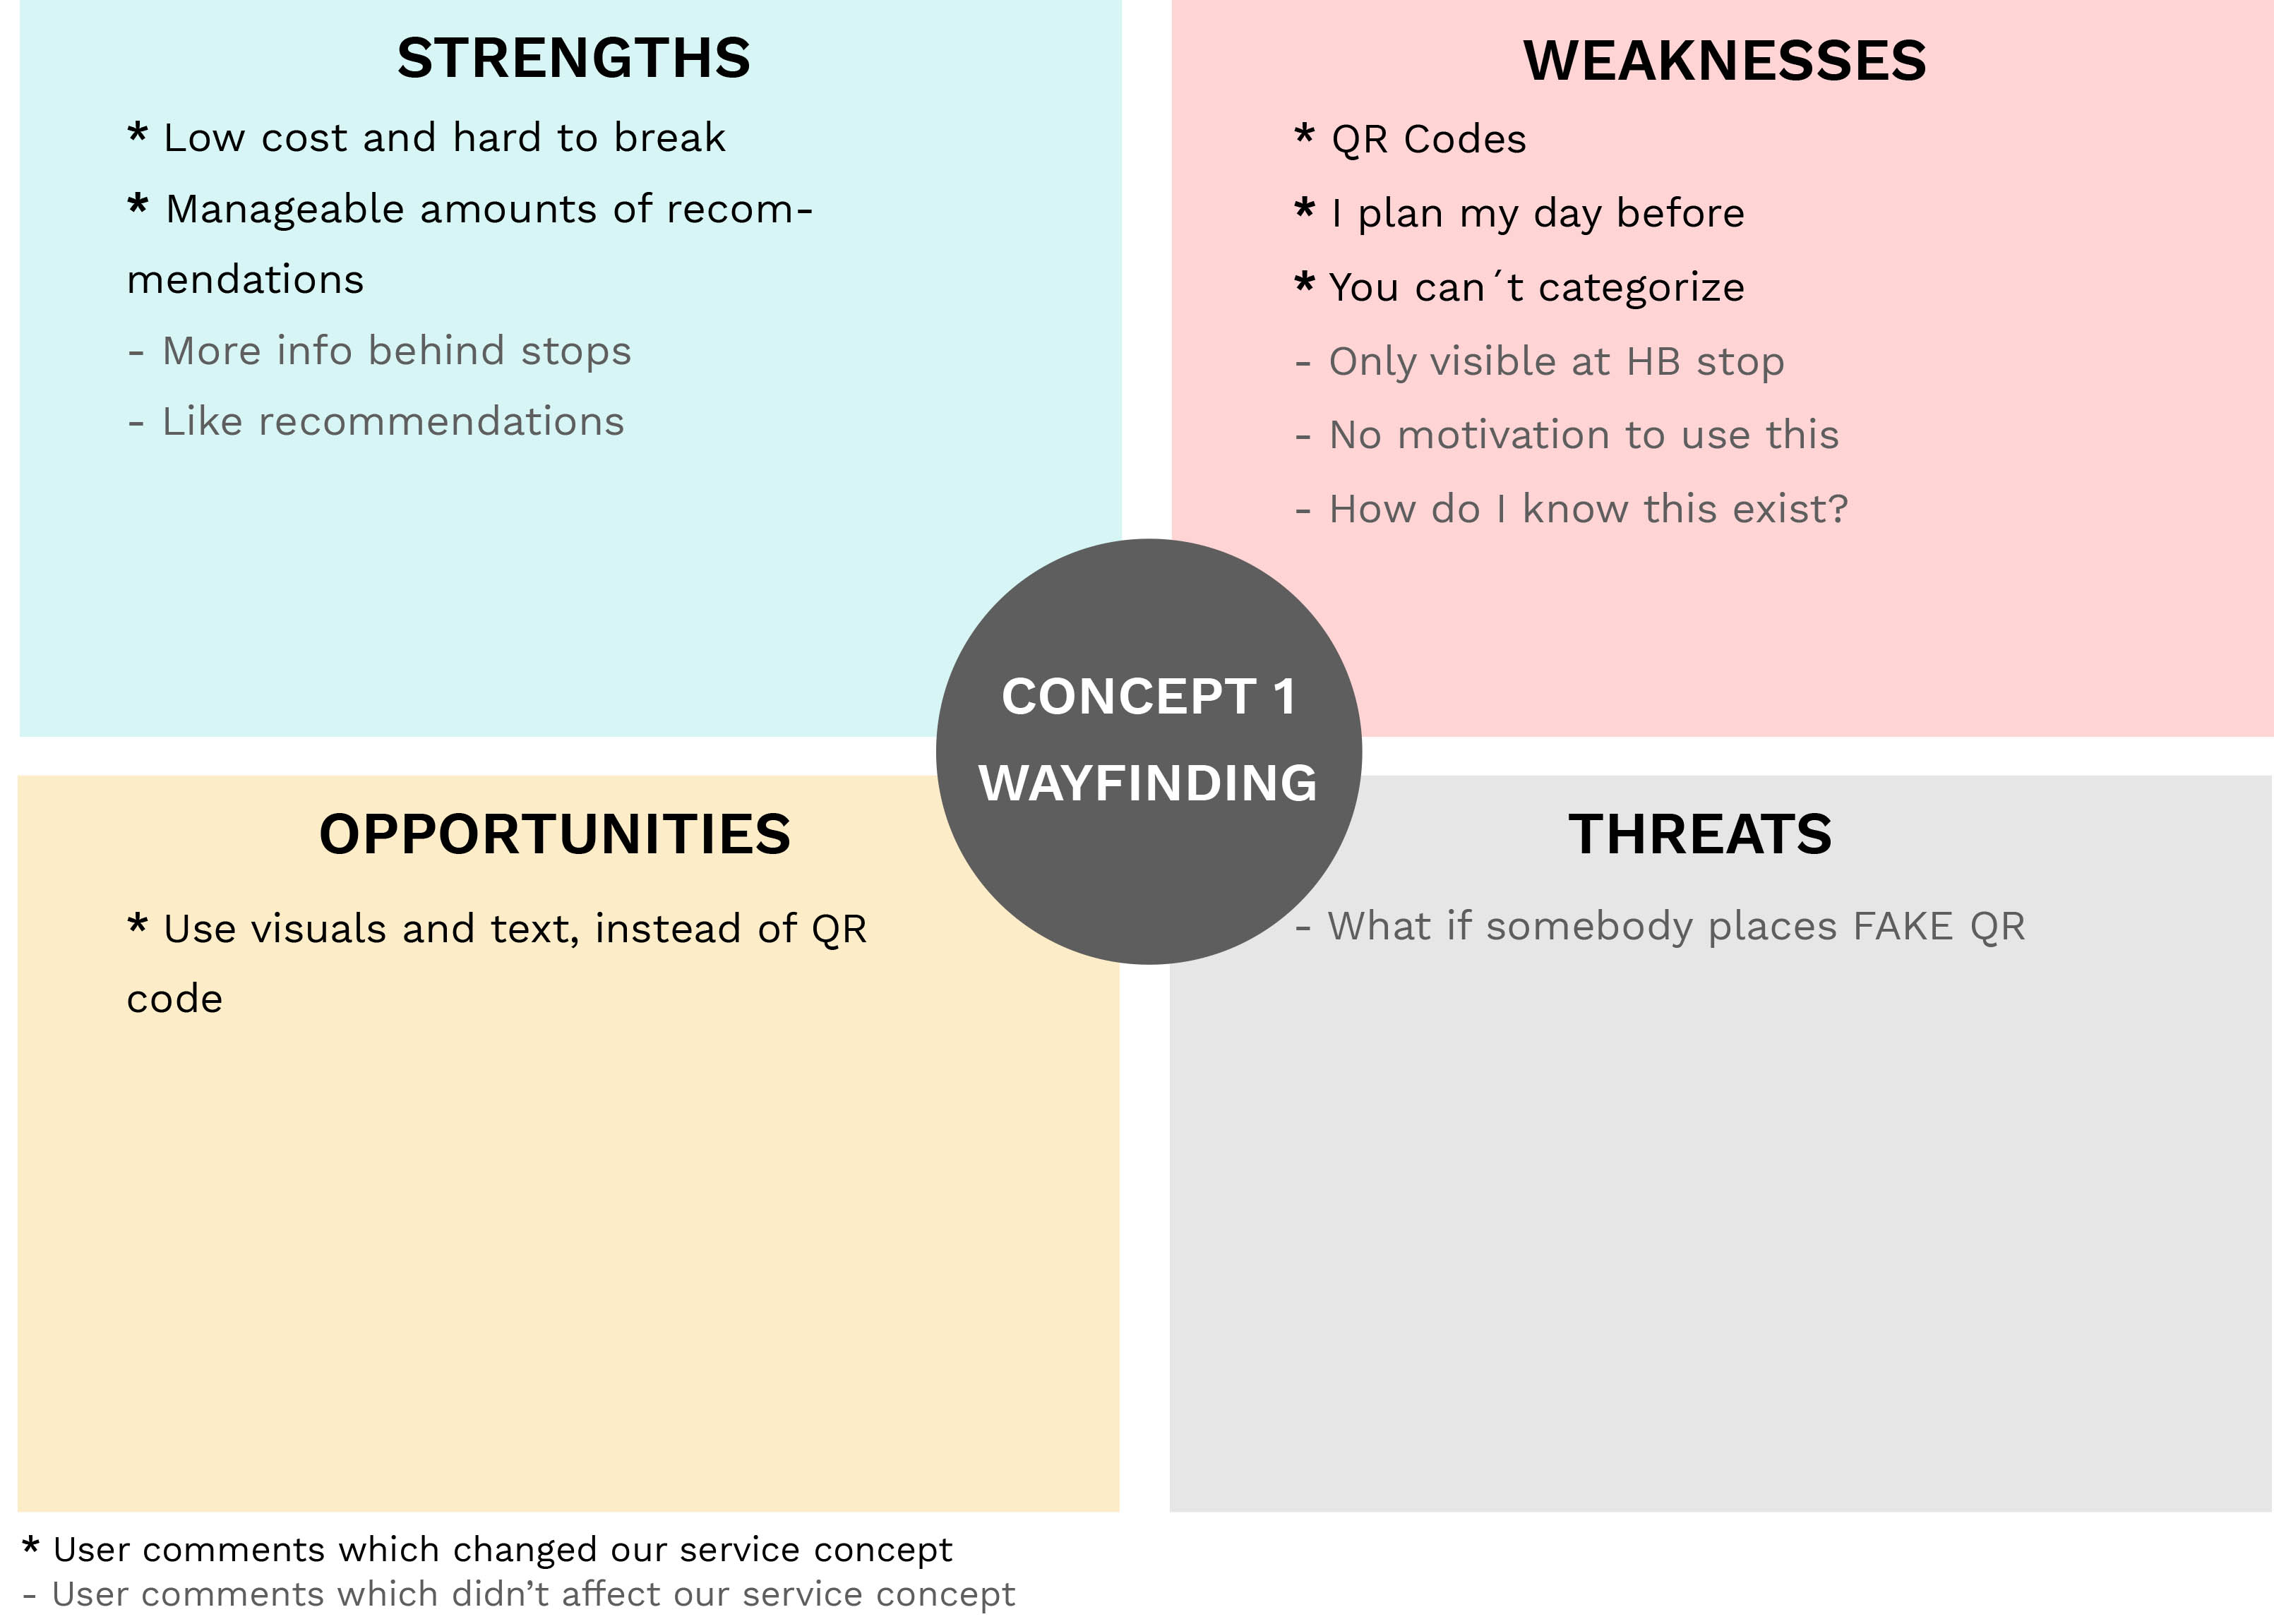 STRENGTHS
* Low cost and hard to break
* Manageable amounts of recom-
mendations
- More info behind stops
- Like recommendations
WEAKNESSES
* QR Codes
* I plan my day before
* You can´t categorize
- Only visible at HB stop
- No motivation to use this
- How do I know this exist?
CONCEPT 1
WAYFINDING
OPPORTUNITIES
* Use visuals and text, instead of QR
code
THREATS
- What if somebody places FAKE QR
* User comments which changed our service concept
- User comments which didn’t affect our service concept